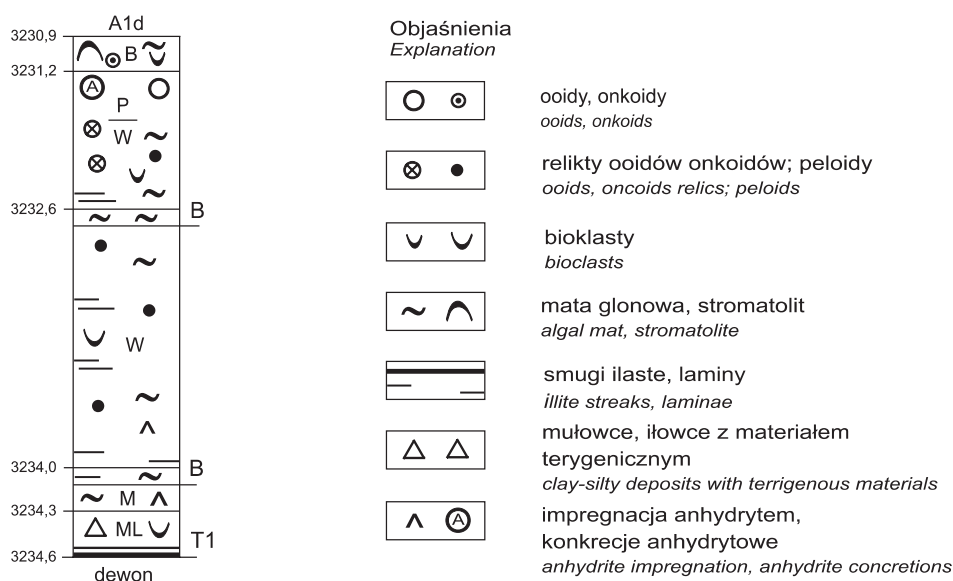 A1d
3230,9
B
3231,2
A
P
W
3232,6
B
W
3234,0
B
M
3234,3
ML
T1
3234,6
dewon
Objaśnienia
Explanation
ooidy, onkoidy
ooids, onkoids
relikty ooidów onkoidów; peloidy
ooids, oncoids relics; peloids
bioklasty
bioclasts
mata glonowa, stromatolit
algal mat, stromatolite
smugi ilaste, laminy
illite streaks, laminae
mułowce, iłowce z materiałem
terygenicznym
clay-silty deposits with terrigenous materials
A
impregnacja anhydrytem,
konkrecje anhydrytowe
anhydrite impregnation, anhydrite concretions